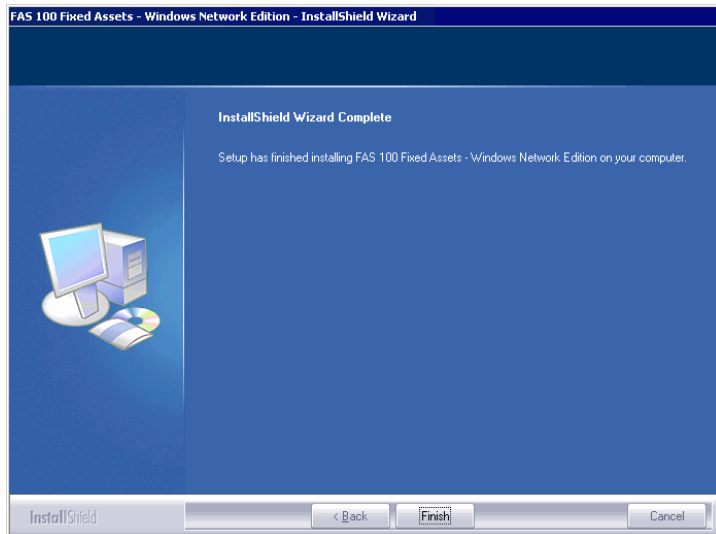 FAS 100 Fixed Assets - Windows Network Edition - InstallShield Wizard
InstallShield Wizard Complete
Setup has finished installing FAS 100 Fixed Assets - Windows Network Edition on your computer.
InstallShield
< Back
Finish
Cancel